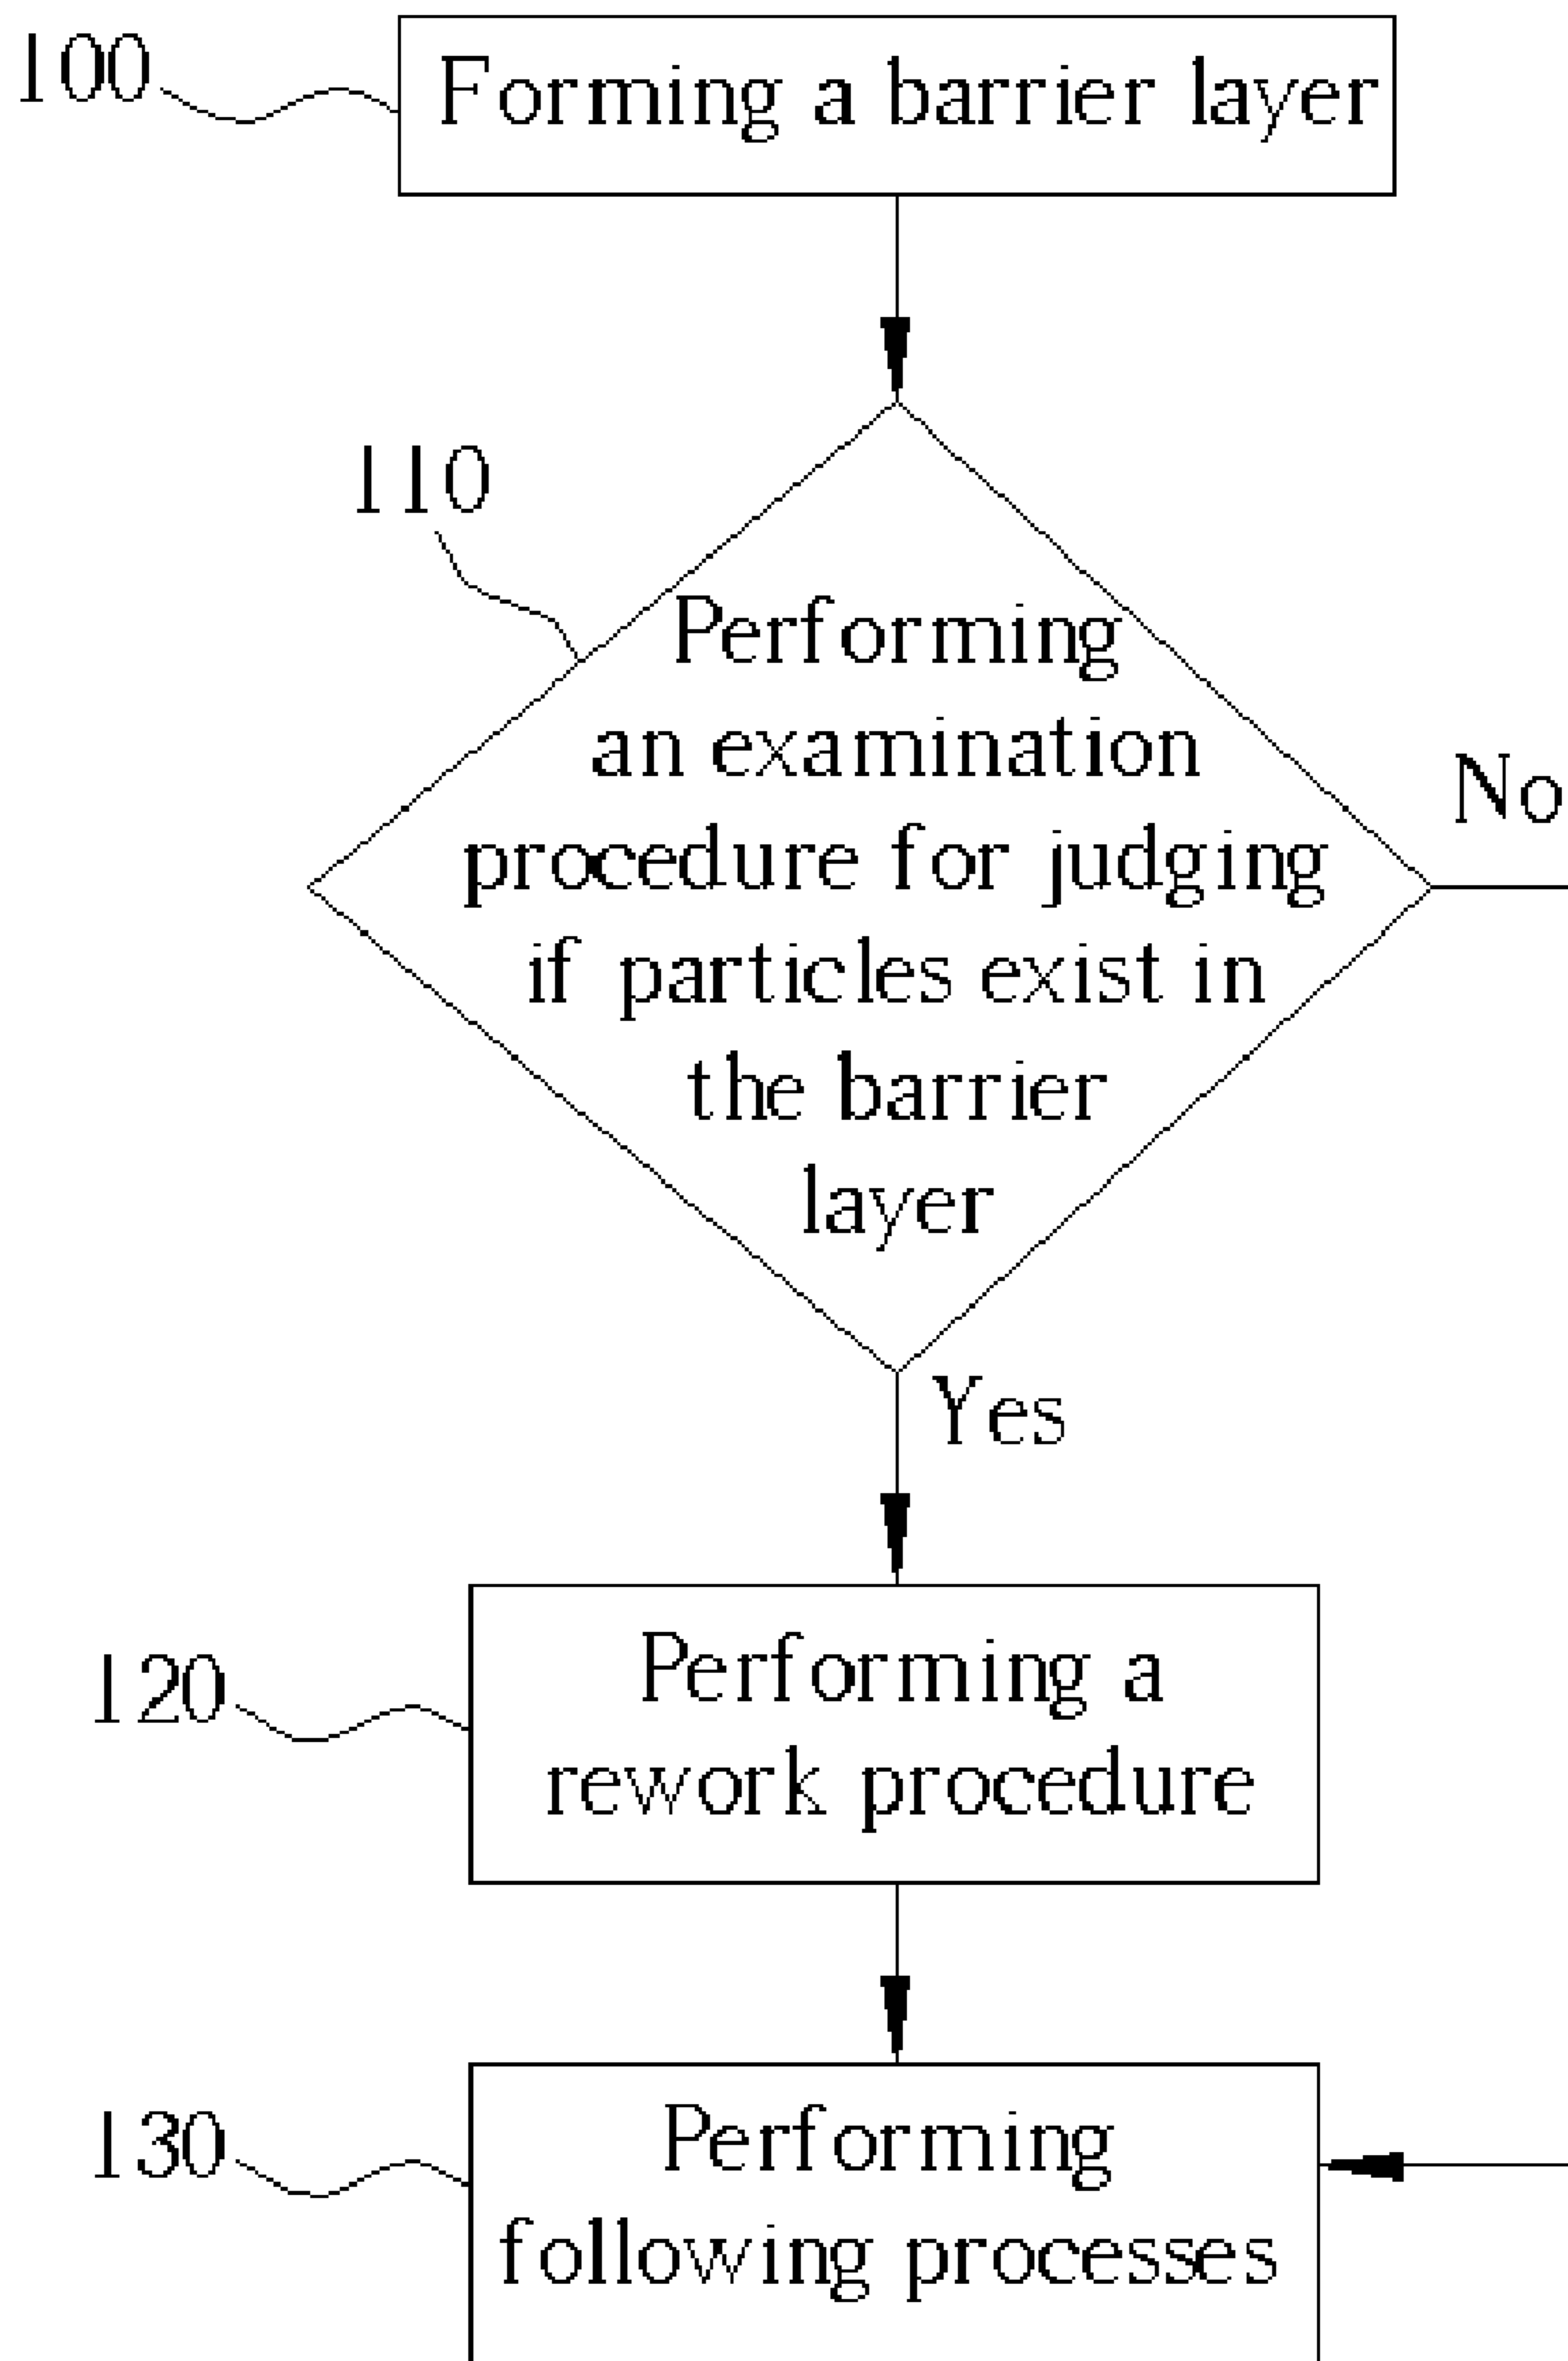 100
Forming a barrier layer
110
Performing
an examination
procedure for judging
if particles exist in
the barrier
layer
No
Yes
120
Performing a
rework procedure
130
Performing
following processes